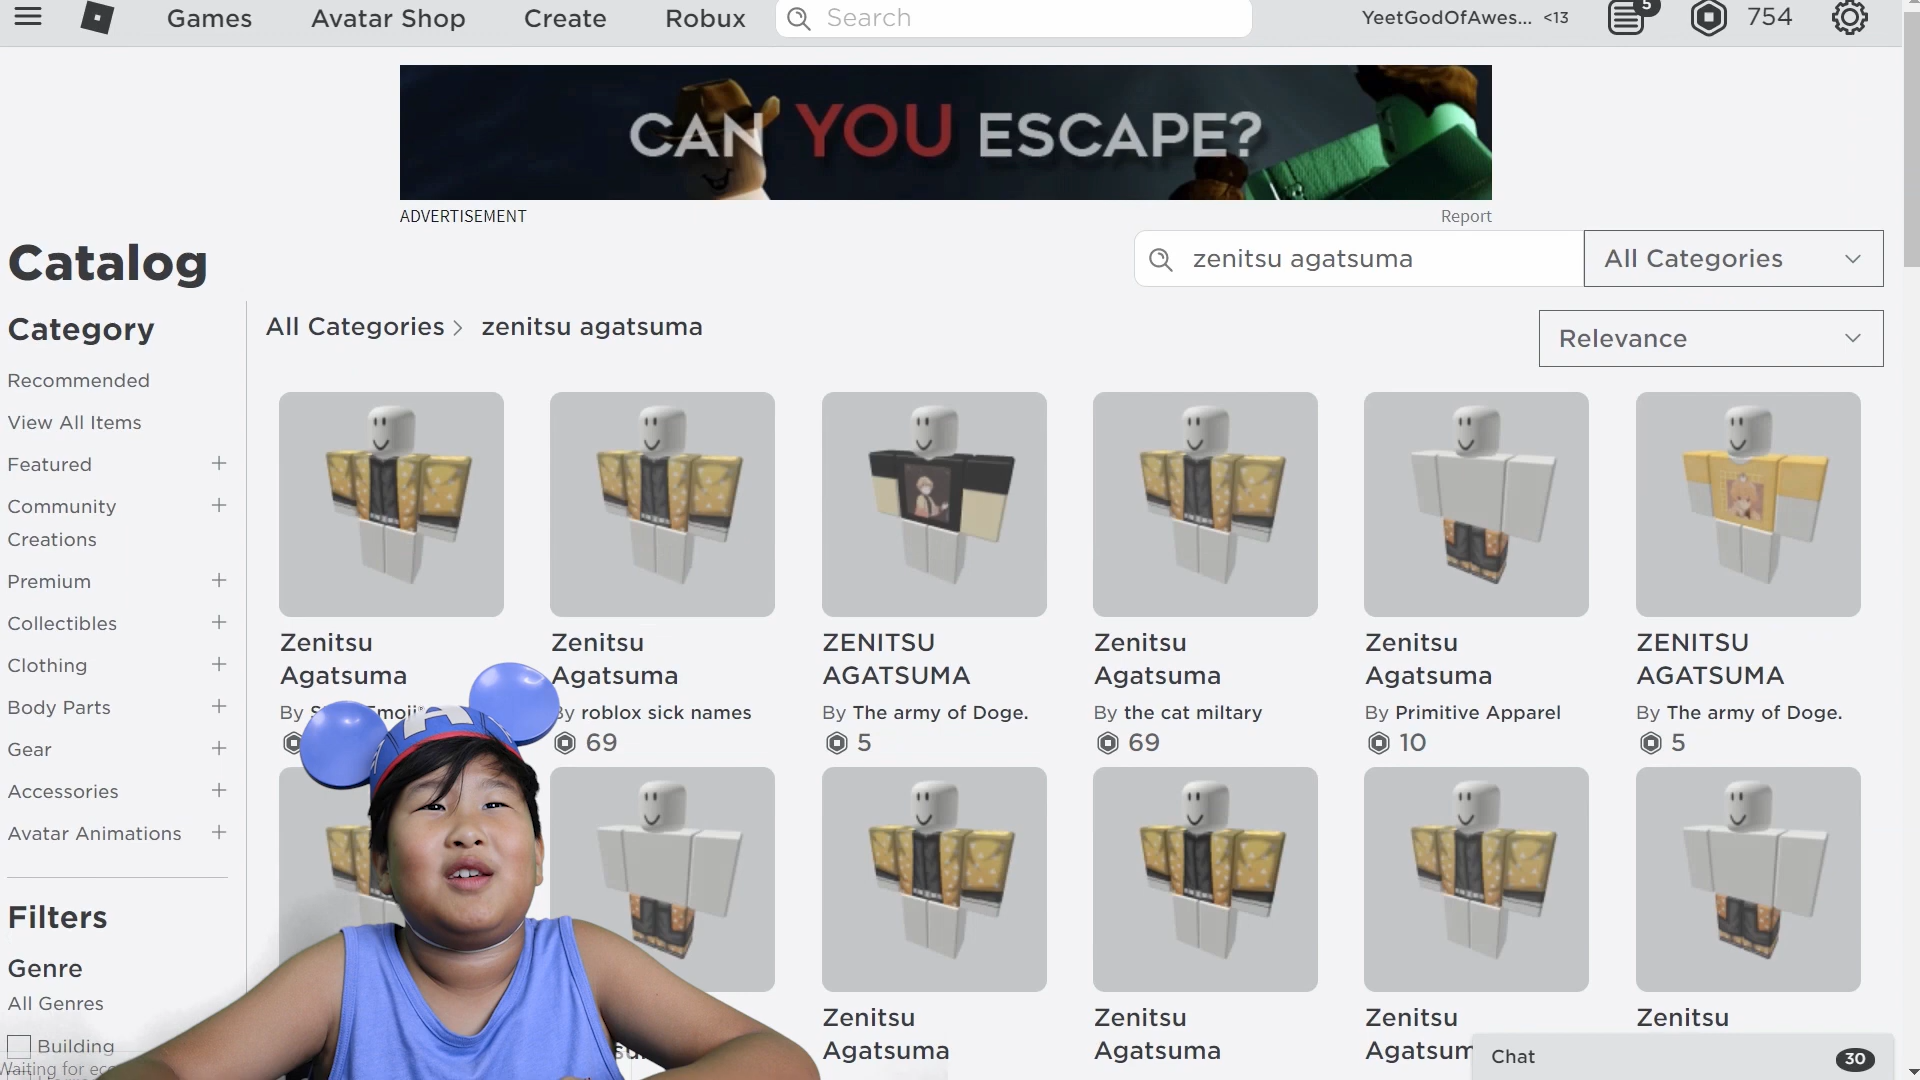 Games
Avatar Shop
Create
Robux
Search
YeetGodOfAwes...
<13
5
754
CAN YOU ESCAPE?
ADVERTISEMENT
Report
Catalog
zenitsu agatsuma
All Categories
Category
All Categories
zenitsu agatsuma
Relevance
Recommended
View All Items
Featured +
Community +
Creations
Premium +
Collectibles +
Clothing +
Body Parts +
Gear +
Accessories +
Avatar Animations +
Filters
Genre
All Genres
Building
Zenitsu
Agatsuma
By
Zenitsu
Agatsuma
By roblox sick names
69
ZENITSU
AGATSUMA
By The army of Doge.
5
Zenitsu
Agatsuma
By the cat miltary
69
Zenitsu
Agatsuma
By Primitive Apparel
10
ZENITSU
AGATSUMA
By The army of Doge.
5
A
Zenitsu
Agatsuma
Zenitsu
Agatsuma
Zenitsu
Agatsum
Zenitsu
Chat
30
Waiting for